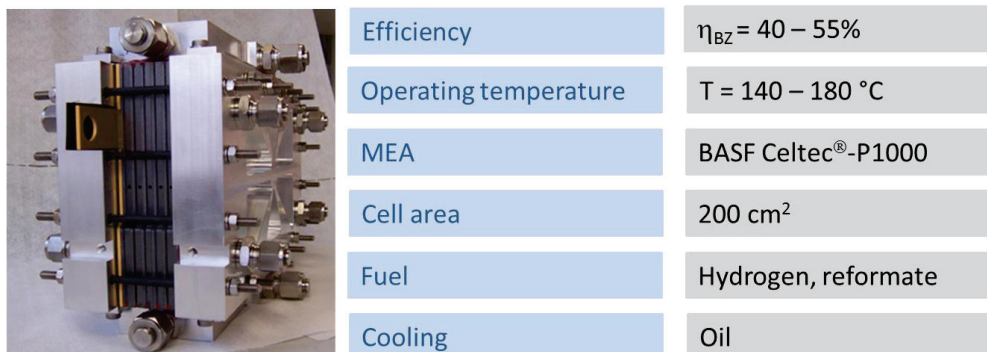 Efficiency η_BZ = 40 – 55%
Operating temperature T = 140 – 180 °C
MEA BASF Celtec®-P1000
Cell area 200 cm²
Fuel Hydrogen, reformate
Cooling Oil